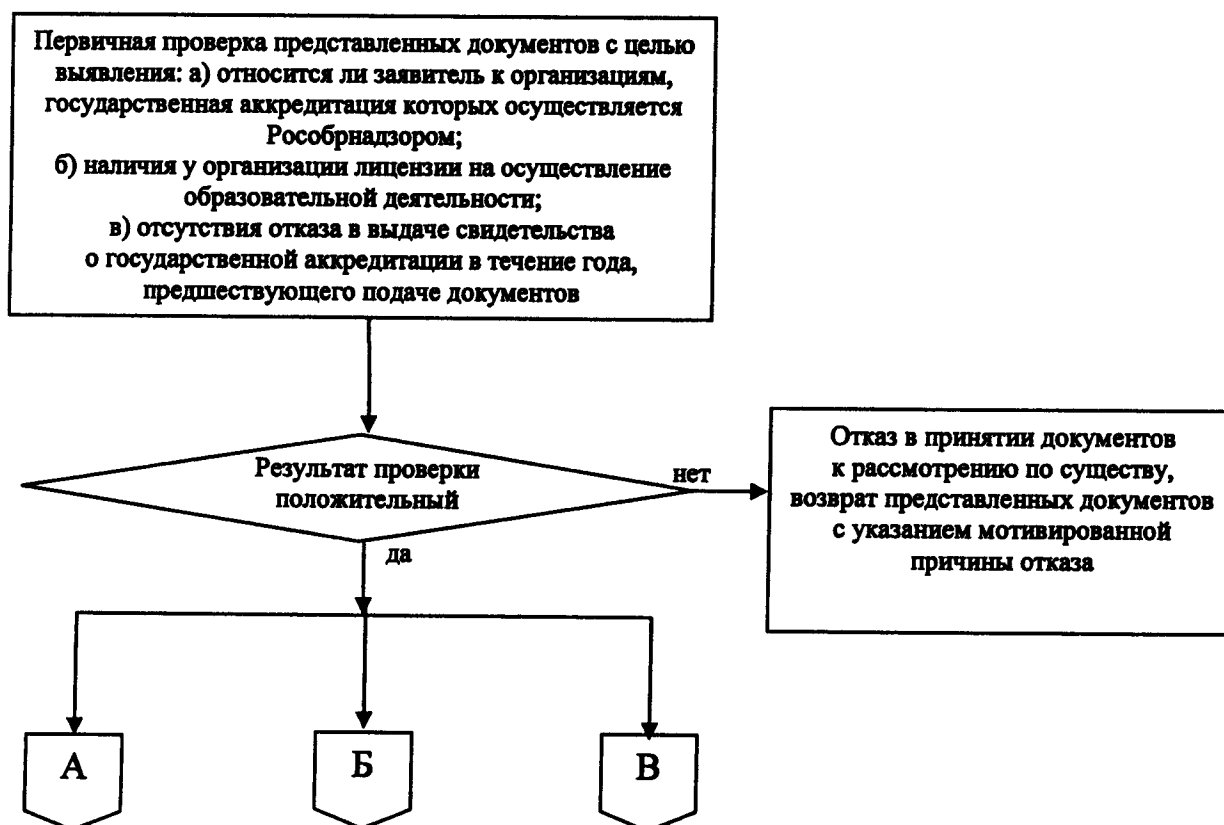 Первичная проверка представленных документов с целью
выявления: а) относится ли заявитель к организациям,
государственная аккредитация которых осуществляется
Рособрнадзором;
б) наличия у организации лицензии на осуществление
образовательной деятельности;
в) отсутствия отказа в выдаче свидетельства
о государственной аккредитации в течение года,
предшествующего подаче документов
Результат проверки
положительный
нет
Отказ в принятии документов
к рассмотрению по существу,
возврат представленных документов
с указанием мотивированной
причины отказа
да
А
Б
В